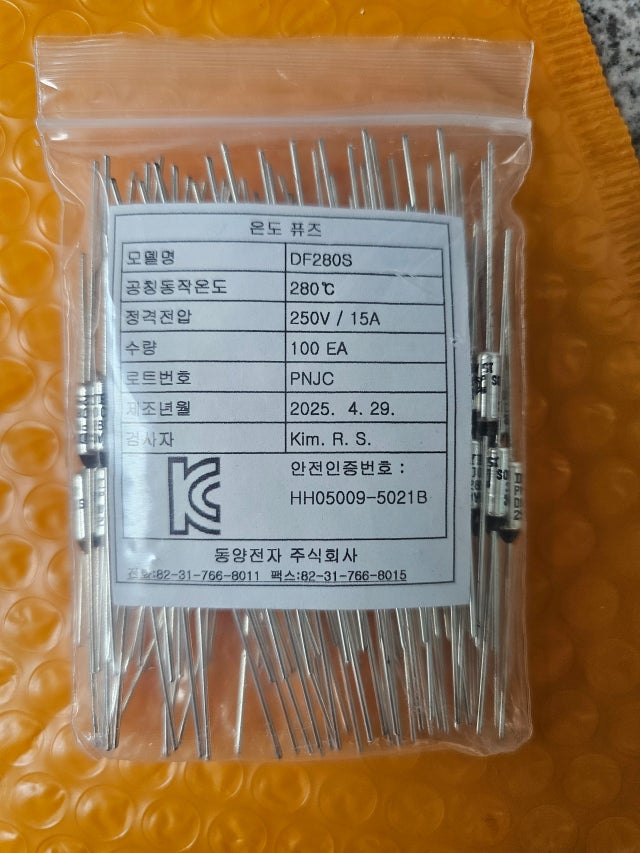 온도 퓨즈
모델명 DF280S
공칭동작온도 280℃
정격전압 250V / 15A
수량 100 EA
로트번호 PNJC
제조년월 2025. 4. 29.
검사자 Kim. R. S.
안전인증번호 :
HH05009-5021B
동양전자 주식회사
전화:82-31-766-8011 팩스:82-31-766-8015